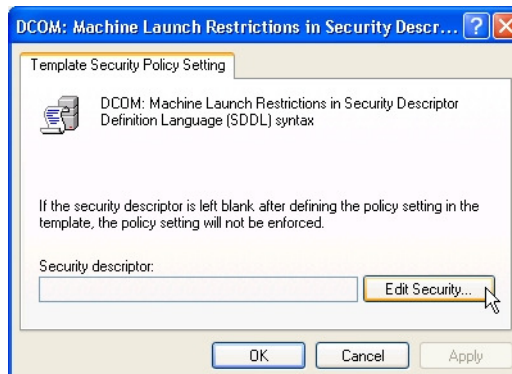 DCOM: Machine Launch Restrictions in Security Descr... ?
Template Security Policy Setting
DCOM: Machine Launch Restrictions in Security Descriptor
Definition Language (SDDL) syntax
If the security descriptor is left blank after defining the policy setting in the
template, the policy setting will not be enforced.
Security descriptor:
Edit Security...
OK Cancel Apply